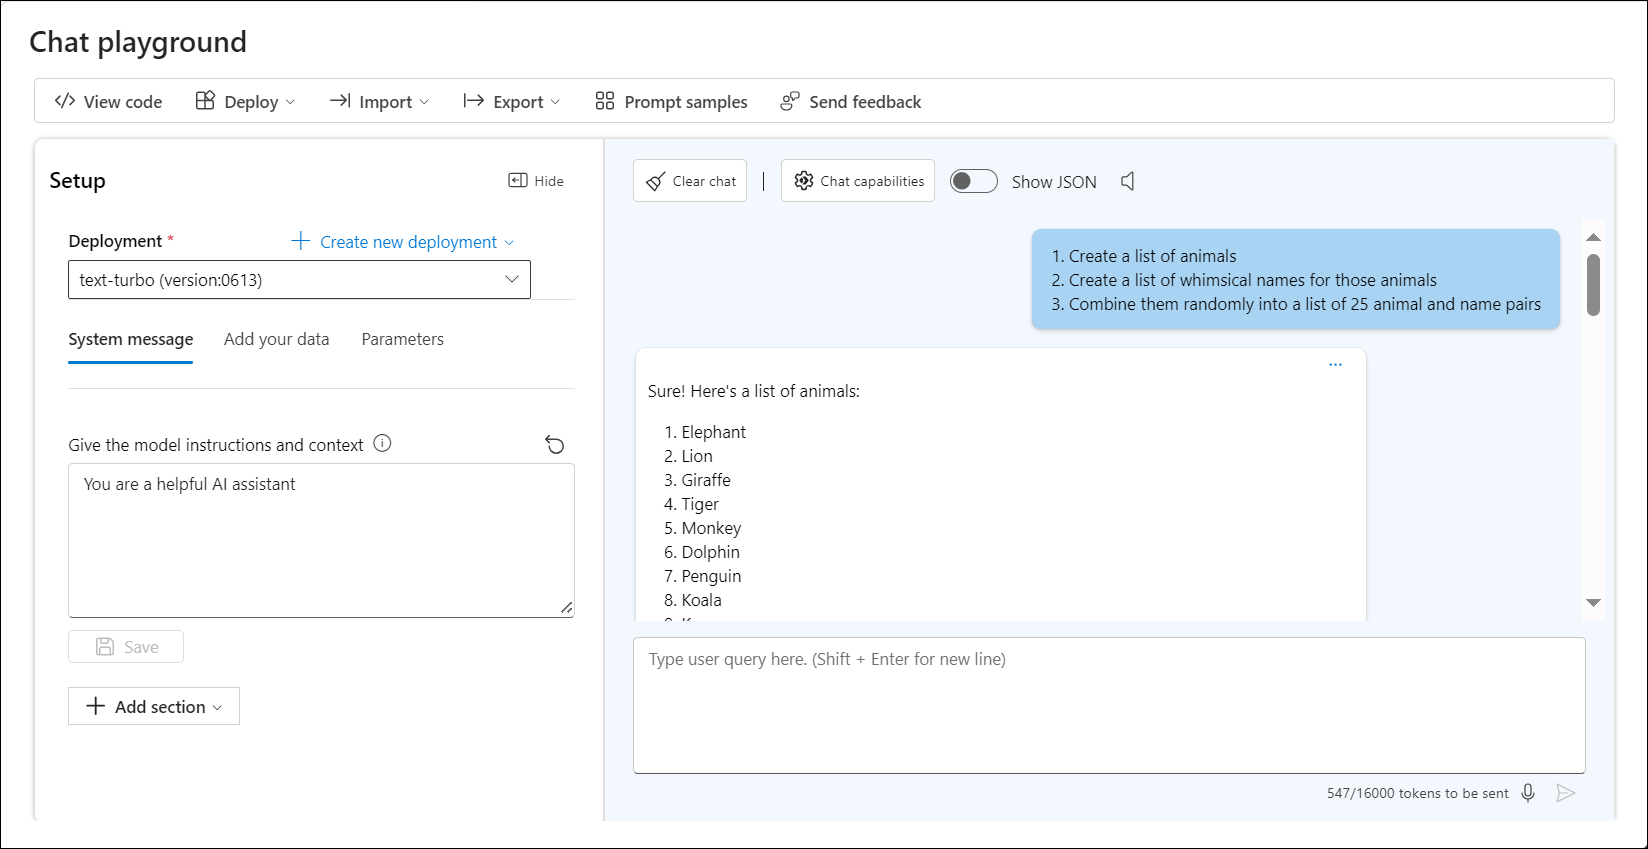 Chat playground
View code Deploy Import Export Prompt samples Send feedback
Setup
Hide
Deployment *
Create new deployment
text-turbo (version:0613)
System message Add your data Parameters
Give the model instructions and context
You are a helpful AI assistant
Save
Add section
Clear chat | Chat capabilities Show JSON
1. Create a list of animals
2. Create a list of whimsical names for those animals
3. Combine them randomly into a list of 25 animal and name pairs
Sure! Here's a list of animals:
1. Elephant
2. Lion
3. Giraffe
4. Tiger
5. Monkey
6. Dolphin
7. Penguin
8. Koala
Type user query here. (Shift + Enter for new line)
547/16000 tokens to be sent